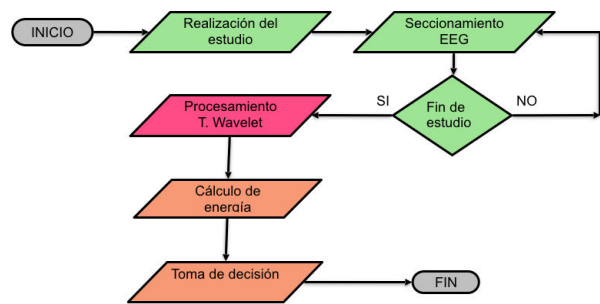 INICIO
Realización del
estudio
Seccionamiento
EEG
Fin de
estudio
SI
NO
Procesamiento
T. Wavelet
Cálculo de
energía
Toma de decisión
FIN